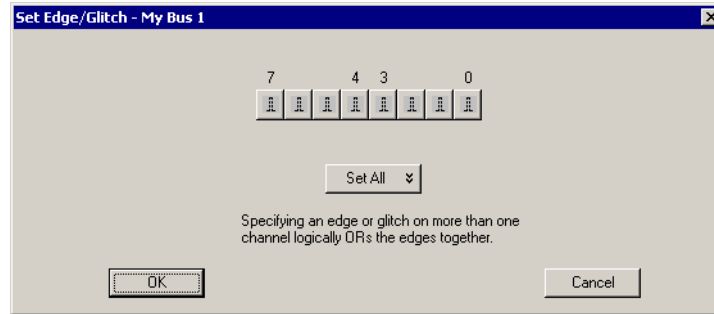 Set Edge/Glitch - My Bus 1
7 4 3 0
Set All
Specifying an edge or glitch on more than one
channel logically ORs the edges together.
OK Cancel